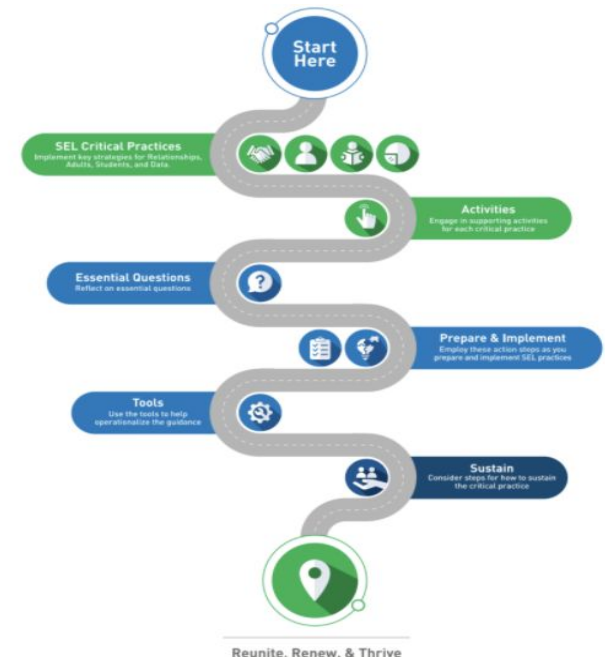 Start
Here
SEL Critical Practices
Implement key strategies for Relationships,
Adults, Students, and Data.
Activities
Engage in supporting activities
for each critical practice
Essential Questions
Reflect on essential questions
Prepare & Implement
Employ these action steps as you
prepare and implement SEL practices
Tools
Use the tools to help
operationalize the guidance
Sustain
Consider steps for how to sustain
the critical practice
Reunite, Renew, & Thrive